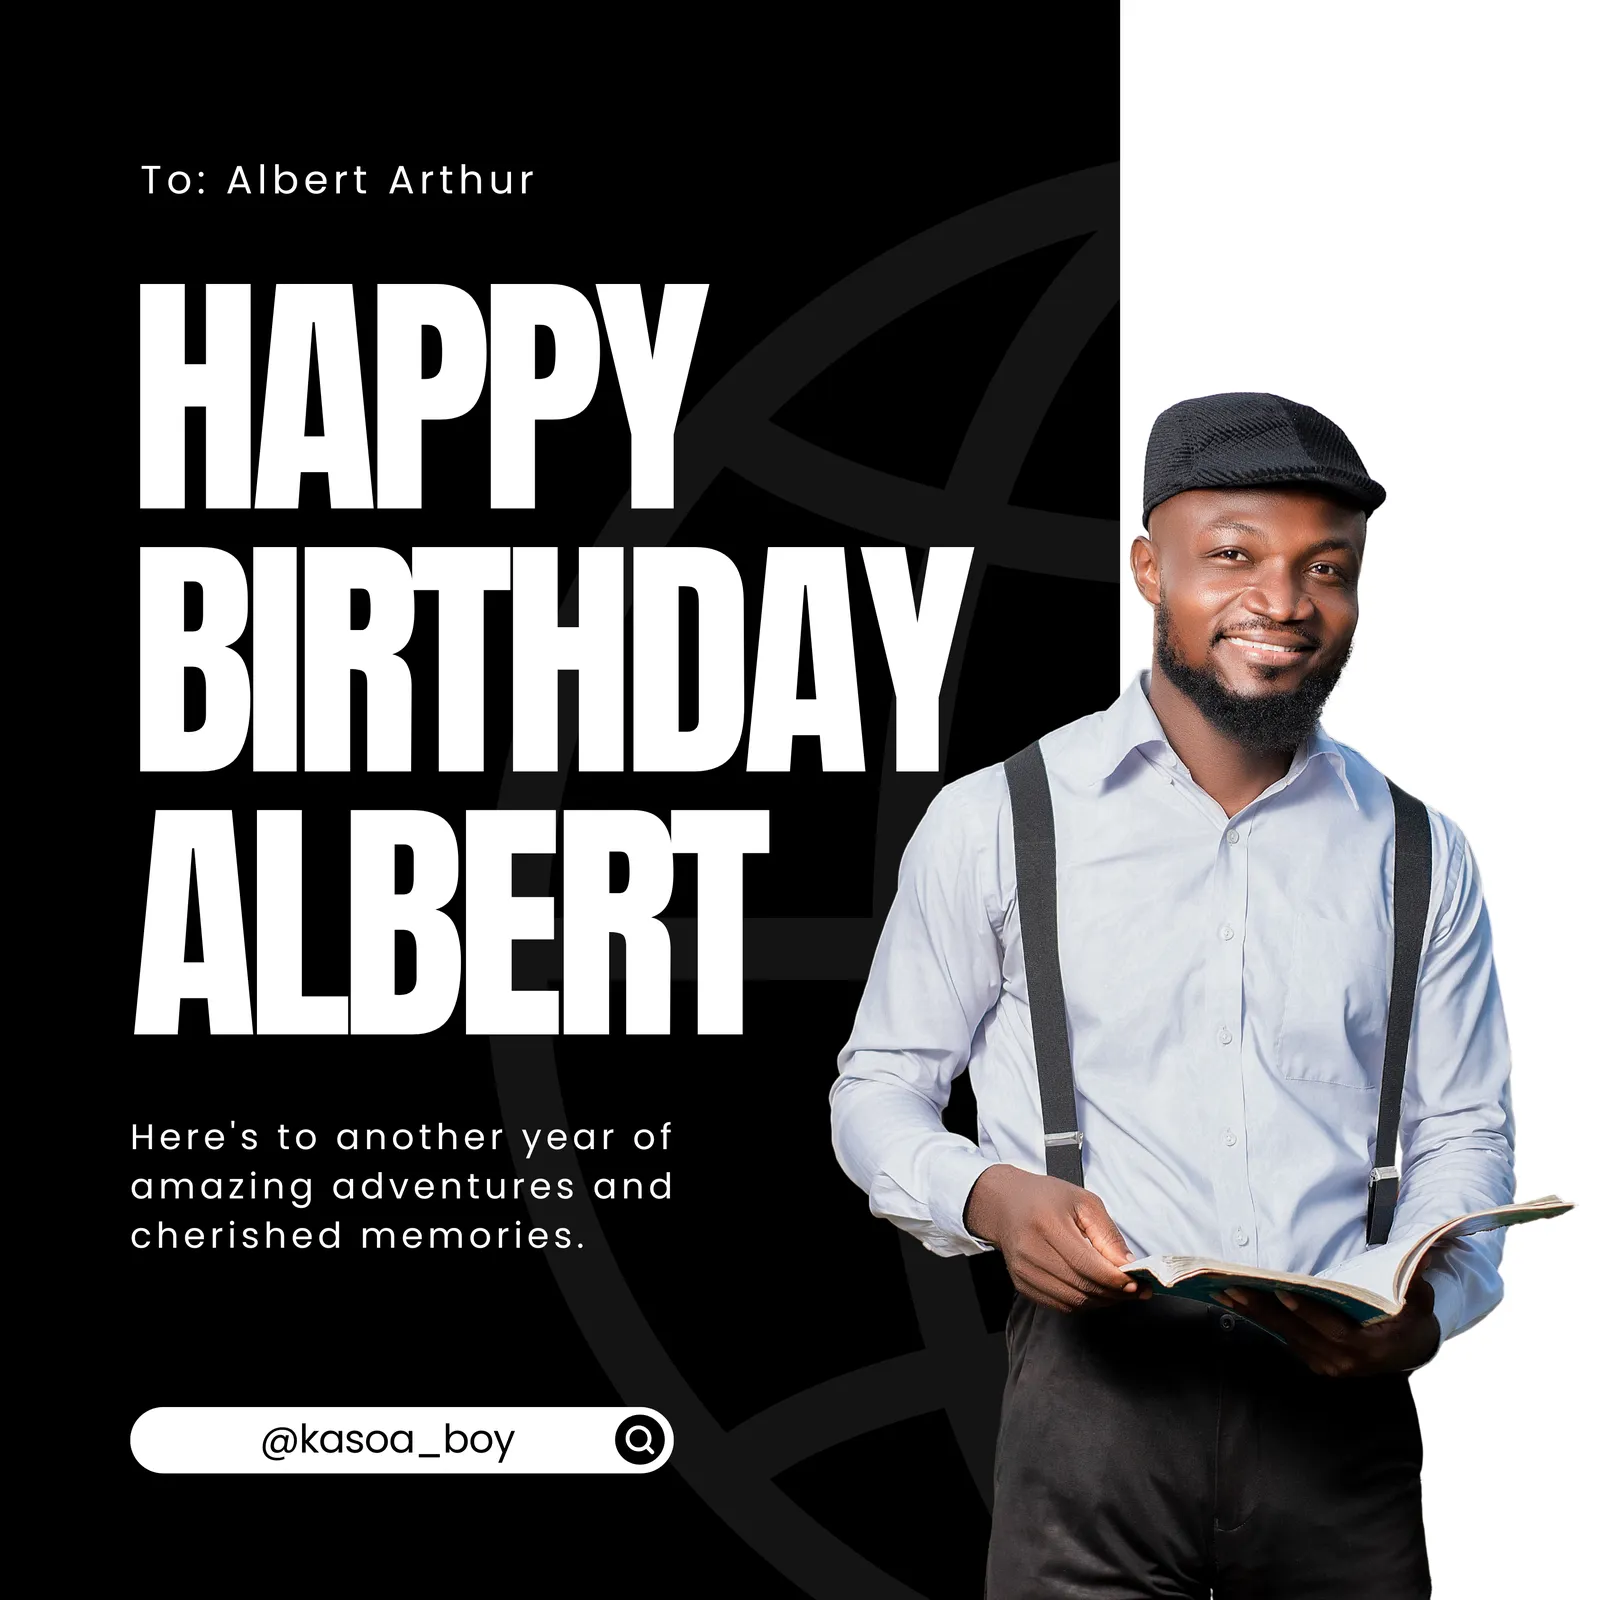 To: Albert Arthur
HAPPY
BIRTHDAY
ALBERT
Here's to another year of
amazing adventures and
cherished memories.
@kasoa_boy